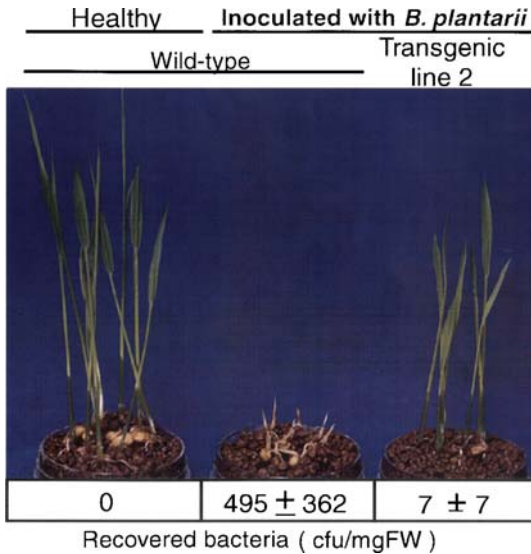 Healthy Inoculated with B. plantarii
Wild-type Transgenic
line 2
0 495 ± 362 7 ± 7
Recovered bacteria ( cfu/mgFW )